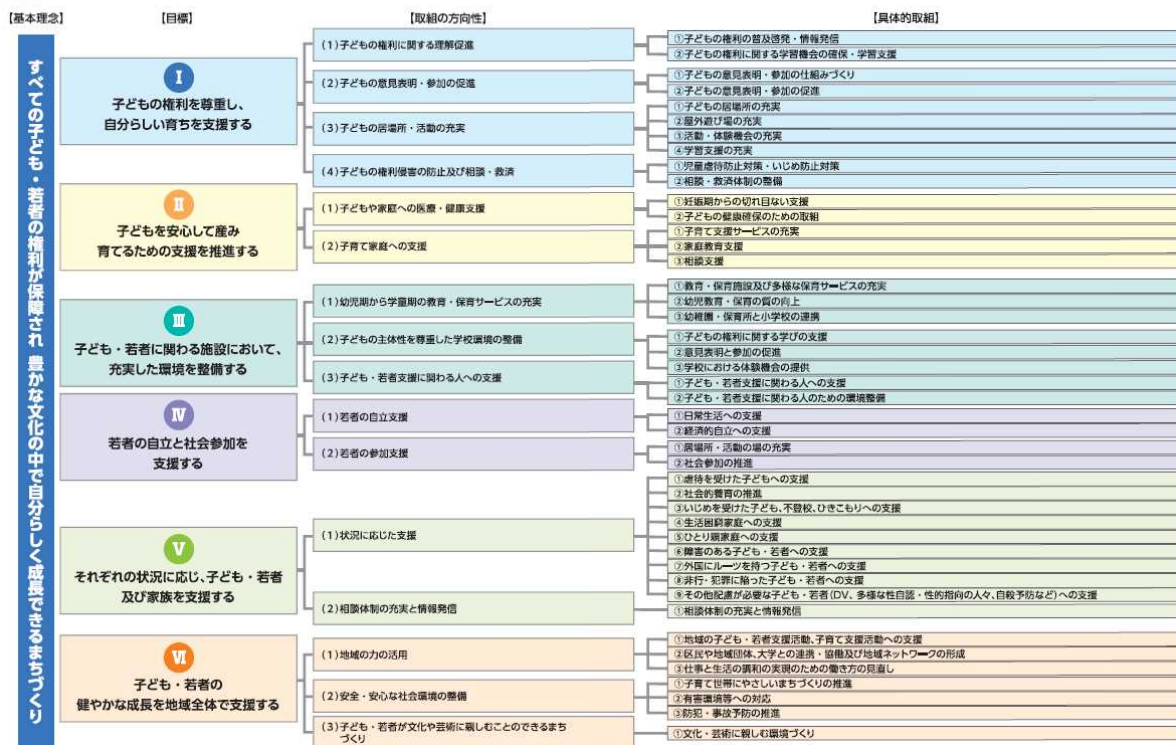 【基本理念】
【目標】
【取組の方向性】
【具体的取組】
すべての子ども・若者の権利が保障され 豊かな文化の中で自分らしく成長できるまちづくり
Ⅰ
子どもの権利を尊重し、
自分らしい育ちを支援する
(1)子どもの権利に関する理解促進
①子どもの権利の普及啓発・情報発信
②子どもの権利に関する学習機会の確保・学習支援
(2)子どもの意見表明・参加の促進
①子どもの意見表明・参加の仕組みづくり
②子どもの意見表明・参加の促進
(3)子どもの居場所・活動の充実
①子どもの居場所の充実
②屋外遊び場の充実
③活動・体験機会の充実
④学習支援の充実
(4)子どもの権利侵害の防止及び相談・救済
①児童虐待防止対策・いじめ防止対策
②相談・救済体制の整備
Ⅱ
子どもを安心して産み
育てるための支援を推進する
(1)子どもや家庭への医療・健康支援
①妊娠期からの切れ目ない支援
②子どもの健康確保のための取組
(2)子育て家庭への支援
①子育て支援サービスの充実
②家庭教育支援
③相談支援
Ⅲ
子ども・若者に関わる施設において、
充実した環境を整備する
(1)幼児期から学童期の教育・保育サービスの充実
①教育・保育施設及び多様な保育サービスの充実
②幼児教育・保育の質の向上
③幼稚園・保育所と小学校の連携
(2)子どもの主体性を尊重した学校環境の整備
①子どもの権利に関する学びの支援
②意見表明と参加の促進
③学校における体験機会の提供
(3)子ども・若者支援に関わる人への支援
①子ども・若者支援に関わる人への支援
②子ども・若者支援に関わる人のための環境整備
Ⅳ
若者の自立と社会参加を
支援する
(1)若者の自立支援
①日常生活への支援
②経済的自立への支援
(2)若者の参加支援
①居場所・活動の場の充実
②社会参加の推進
Ⅴ
それぞれの状況に応じ、子ども・若者
及び家族を支援する
(1)状況に応じた支援
①虐待を受けた子どもへの支援
②社会的養育の推進
③いじめを受けた子ども、不登校、ひきこもりへの支援
④生活困窮家庭への支援
⑤ひとり親家庭への支援
⑥障害のある子ども・若者への支援
⑦外国にルーツを持つ子ども・若者への支援
⑧非行・犯罪に陥った子ども・若者への支援
⑨その他配慮が必要な子ども・若者(DV、多様な性自認・性的指向の人々、自殺予防など)への支援
(2)相談体制の充実と情報発信
①相談体制の充実と情報発信
Ⅵ
子ども・若者の
健やかな成長を地域全体で支援する
(1)地域の力の活用
①地域の子ども・若者支援活動、子育て支援活動への支援
②区民や地域団体、大学との連携・協働及び地域ネットワークの形成
③仕事と生活の調和の実現のための働き方の見直し
(2)安全・安心な社会環境の整備
①子育て世帯にやさしいまちづくりの推進
②有害環境等への対応
③防犯・事故予防の推進
(3)子ども・若者が文化や芸術に親しむことのできるまち
づくり
①文化・芸術に親しむ環境づくり